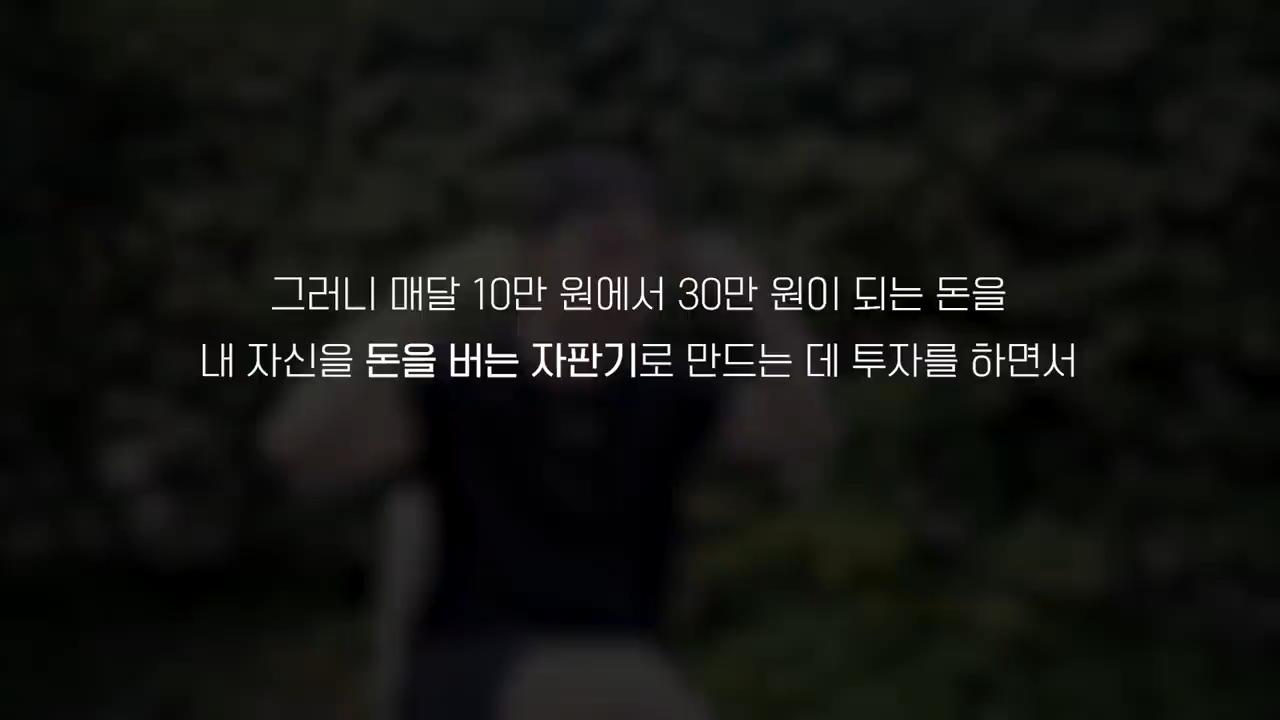 그러니 매달 10만 원에서 30만 원이 되는 돈을
내 자신을 돈을 버는 자판기로 만드는 데 투자를 하면서